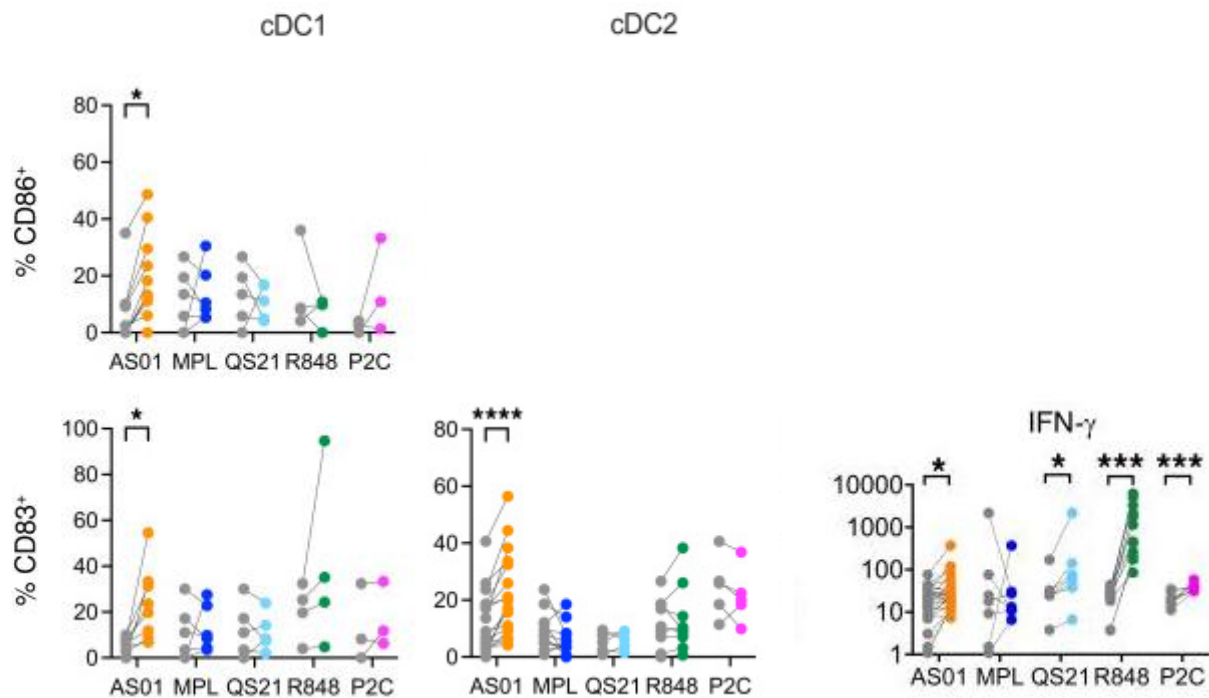 cDC1
cDC2
% CD86⁺
80
60
40
20
0
*
AS01 MPL QS21 R848 P2C
% CD83⁺
100
80
60
40
20
0
*
AS01 MPL QS21 R848 P2C
80
60
40
20
0
****
AS01 MPL QS21 R848 P2C
IFN-γ
* * *** ***
10000
1000
100
10
1
AS01 MPL QS21 R848 P2C